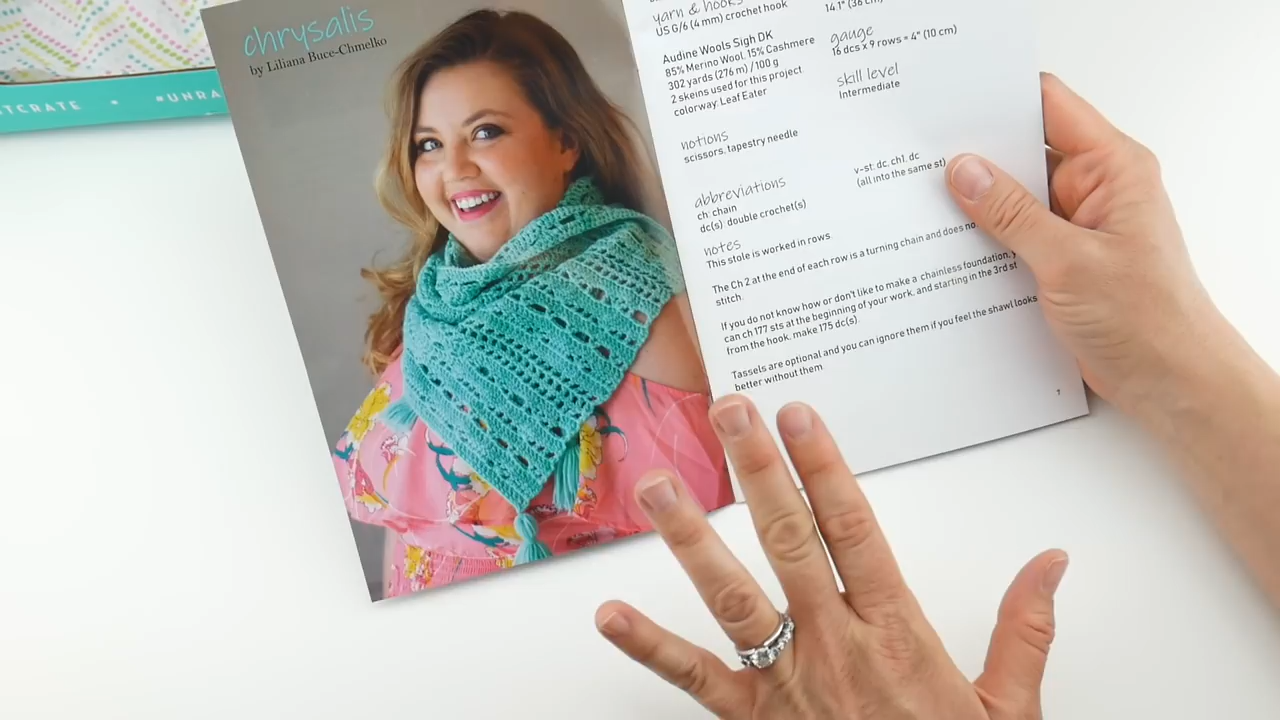 TCRATE • #UNRA
chrysalis
by Liliana Buce-Chmelko
yarn & hooks
US G/6 (4 mm) crochet hook
Audine Wools Sigh DK
85% Merino Wool, 15% Cashmere
302 yards (276 m) / 100 g
2 skeins used for this project
colorway: Leaf Eater
14.1" (36 cm)
gauge
16 dcs x 9 rows = 4" (10 cm)
skill level
Intermediate
notions
scissors, tapestry needle
abbreviations
ch: chain
dc(s): double crochet(s)
v-st: dc, ch1, dc
(all into the same st)
notes
This stole is worked in rows.
The Ch 2 at the end of each row is a turning chain and does no
stitch.
If you do not know how or don't like to make a chainless foundation, y
can ch 177 sts at the beginning of your work, and starting in the 3rd st
from the hook, make 175 dc(s).
Tassels are optional and you can ignore them if you feel the shawl looks
better without them.